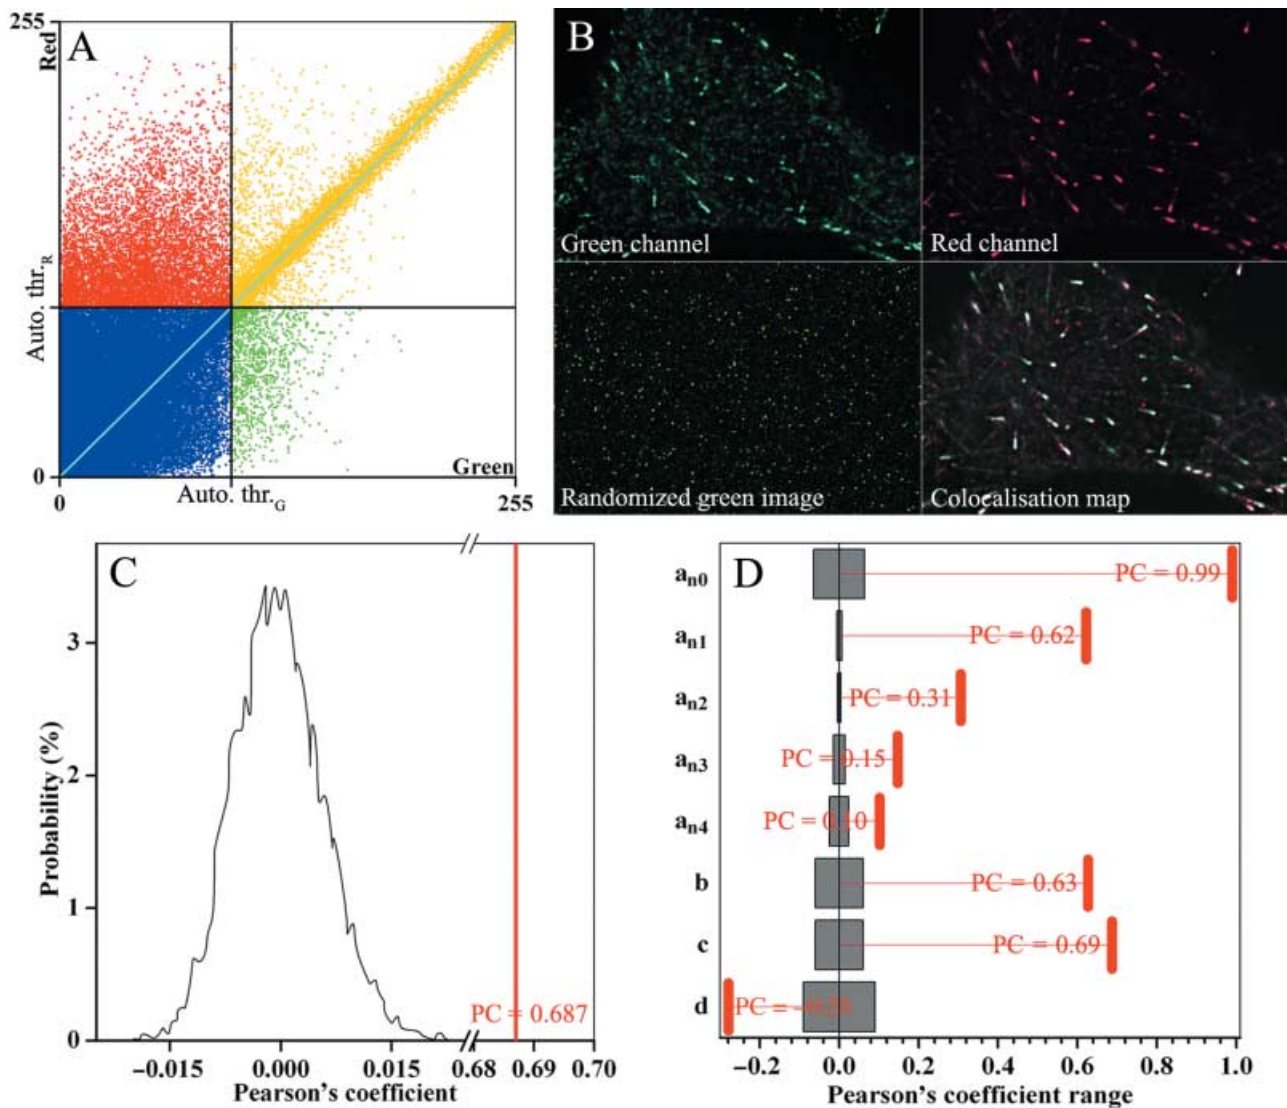 255
Red
A
Auto. thr.R
0
0
Auto. thr.G
Green
255
B
Green channel
Red channel
Randomized green image
Colocalisation map
C
3
2
1
0
Probability (%)
PC = 0.687
−0.015 0.000 0.015 0.68 0.69 0.70
Pearson's coefficient
D
an0 PC = 0.99
an1 PC = 0.62
an2 PC = 0.31
an3 PC = 0.15
an4 PC = 0.10
b PC = 0.63
c PC = 0.69
d PC =
−0.2 0.0 0.2 0.4 0.6 0.8 1.0
Pearson's coefficient range